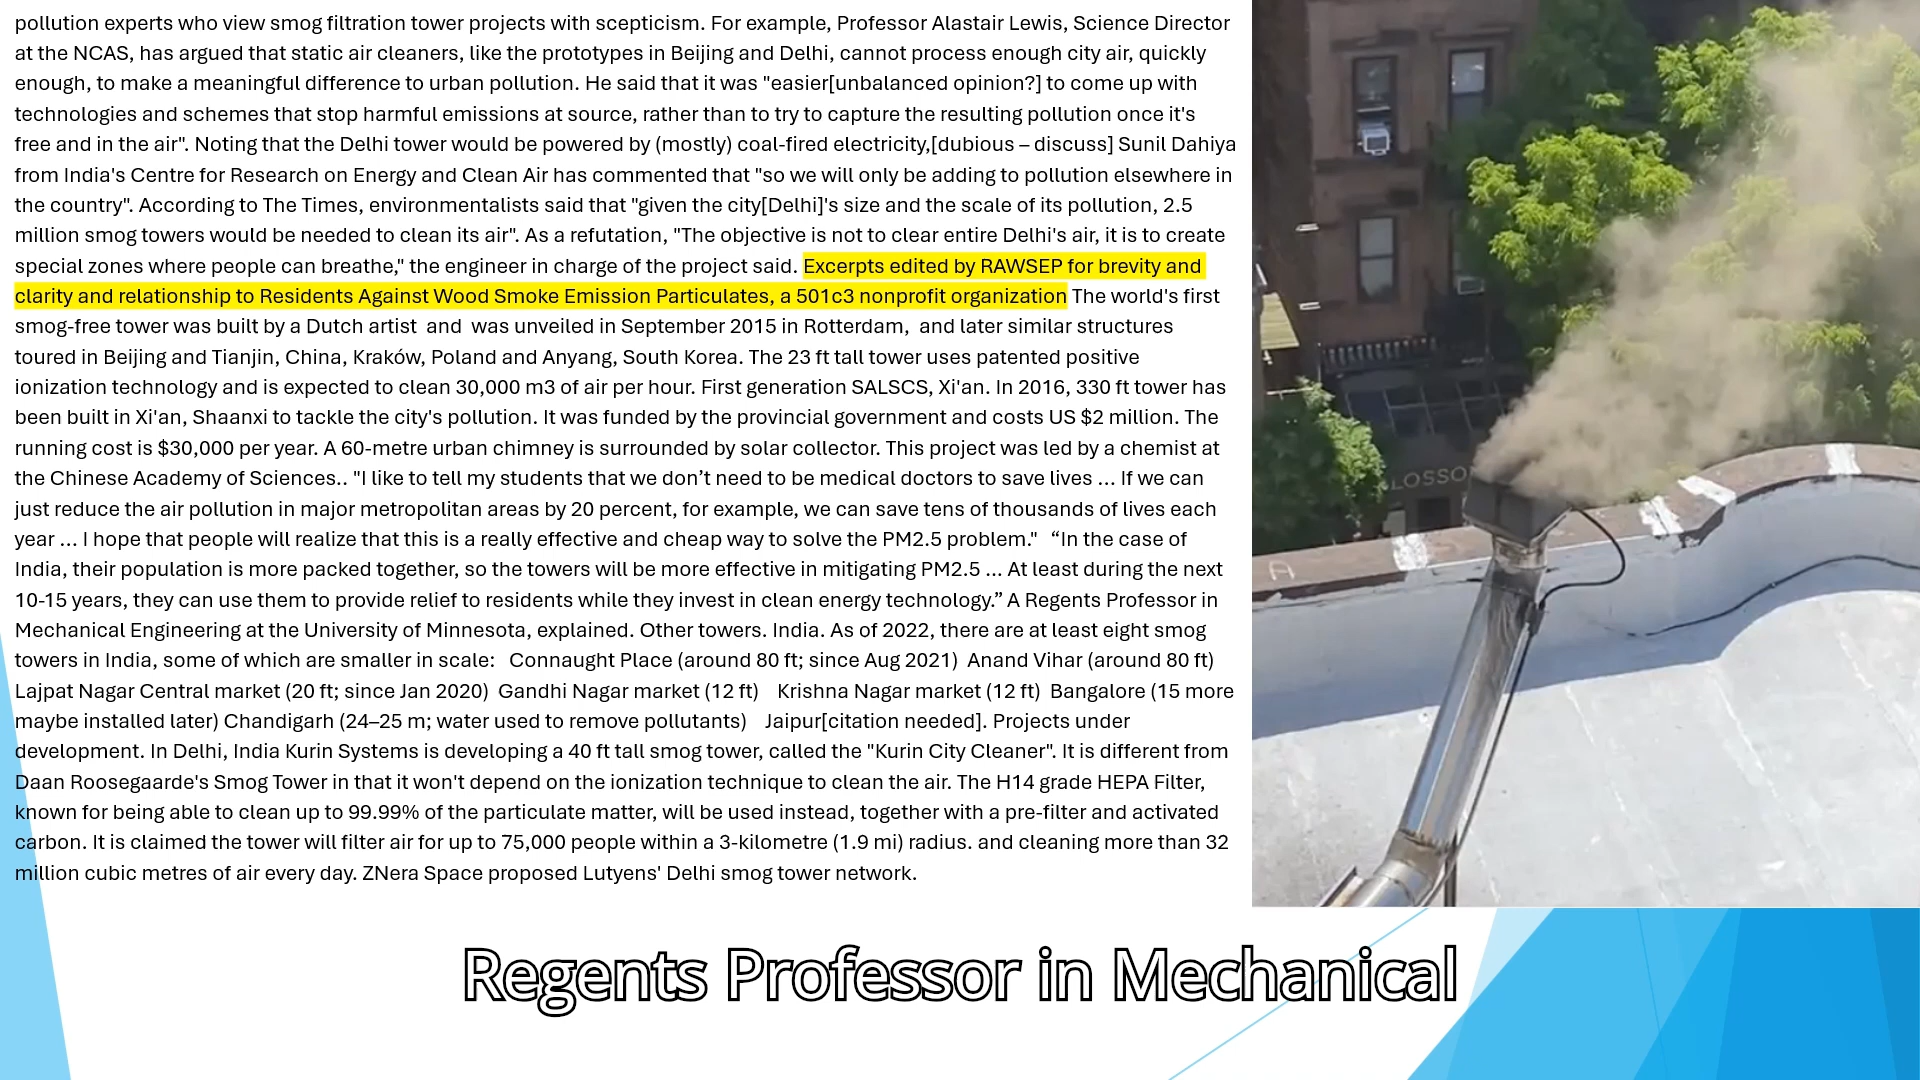 pollution experts who view smog filtration tower projects with scepticism. For example, Professor Alastair Lewis, Science Director
at the NCAS, has argued that static air cleaners, like the prototypes in Beijing and Delhi, cannot process enough city air, quickly
enough, to make a meaningful difference to urban pollution. He said that it was "easier[unbalanced opinion?] to come up with
technologies and schemes that stop harmful emissions at source, rather than to try to capture the resulting pollution once it's
free and in the air". Noting that the Delhi tower would be powered by (mostly) coal-fired electricity,[dubious – discuss] Sunil Dahiya
from India's Centre for Research on Energy and Clean Air has commented that "so we will only be adding to pollution elsewhere in
the country". According to The Times, environmentalists said that "given the city[Delhi]'s size and the scale of its pollution, 2.5
million smog towers would be needed to clean its air". As a refutation, "The objective is not to clear entire Delhi's air, it is to create
special zones where people can breathe," the engineer in charge of the project said. Excerpts edited by RAWSEP for brevity and
clarity and relationship to Residents Against Wood Smoke Emission Particulates, a 501c3 nonprofit organization The world's first
smog-free tower was built by a Dutch artist and was unveiled in September 2015 in Rotterdam, and later similar structures
toured in Beijing and Tianjin, China, Kraków, Poland and Anyang, South Korea. The 23 ft tall tower uses patented positive
ionization technology and is expected to clean 30,000 m3 of air per hour. First generation SALSCS, Xi'an. In 2016, 330 ft tower has
been built in Xi'an, Shaanxi to tackle the city's pollution. It was funded by the provincial government and costs US $2 million. The
running cost is $30,000 per year. A 60-metre urban chimney is surrounded by solar collector. This project was led by a chemist at
the Chinese Academy of Sciences.. "I like to tell my students that we don’t need to be medical doctors to save lives … If we can
just reduce the air pollution in major metropolitan areas by 20 percent, for example, we can save tens of thousands of lives each
year … I hope that people will realize that this is a really effective and cheap way to solve the PM2.5 problem." “In the case of
India, their population is more packed together, so the towers will be more effective in mitigating PM2.5 … At least during the next
10-15 years, they can use them to provide relief to residents while they invest in clean energy technology.” A Regents Professor in
Mechanical Engineering at the University of Minnesota, explained. Other towers. India. As of 2022, there are at least eight smog
towers in India, some of which are smaller in scale: Connaught Place (around 80 ft; since Aug 2021) Anand Vihar (around 80 ft)
Lajpat Nagar Central market (20 ft; since Jan 2020) Gandhi Nagar market (12 ft) Krishna Nagar market (12 ft) Bangalore (15 more
maybe installed later) Chandigarh (24–25 m; water used to remove pollutants) Jaipur[citation needed]. Projects under
development. In Delhi, India Kurin Systems is developing a 40 ft tall smog tower, called the "Kurin City Cleaner". It is different from
Daan Roosegaarde's Smog Tower in that it won't depend on the ionization technique to clean the air. The H14 grade HEPA Filter,
known for being able to clean up to 99.99% of the particulate matter, will be used instead, together with a pre-filter and activated
carbon. It is claimed the tower will filter air for up to 75,000 people within a 3-kilometre (1.9 mi) radius. and cleaning more than 32
million cubic metres of air every day. ZNera Space proposed Lutyens' Delhi smog tower network.
LOSSO
Regents Professor in Mechanical